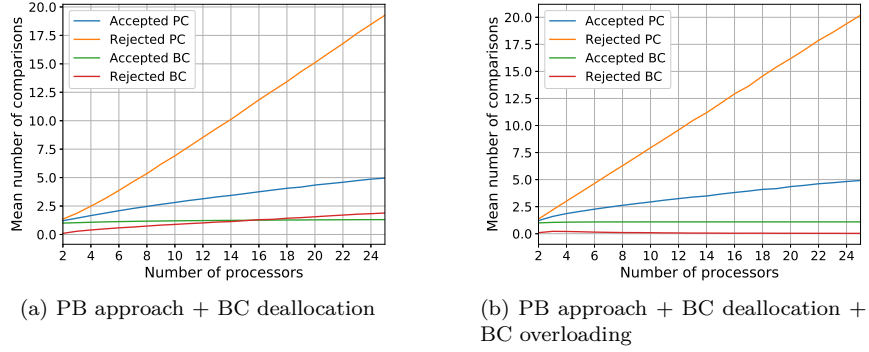 Mean number of comparisons
20.0
17.5
15.0
12.5
10.0
7.5
5.0
2.5
0.0
Accepted PC
Rejected PC
Accepted BC
Rejected BC
2 4 6 8 10 12 14 16 18 20 22 24
Number of processors
(a) PB approach + BC deallocation
Mean number of comparisons
20.0
17.5
15.0
12.5
10.0
7.5
5.0
2.5
0.0
Accepted PC
Rejected PC
Accepted BC
Rejected BC
2 4 6 8 10 12 14 16 18 20 22 24
Number of processors
(b) PB approach + BC deallocation +
BC overloading